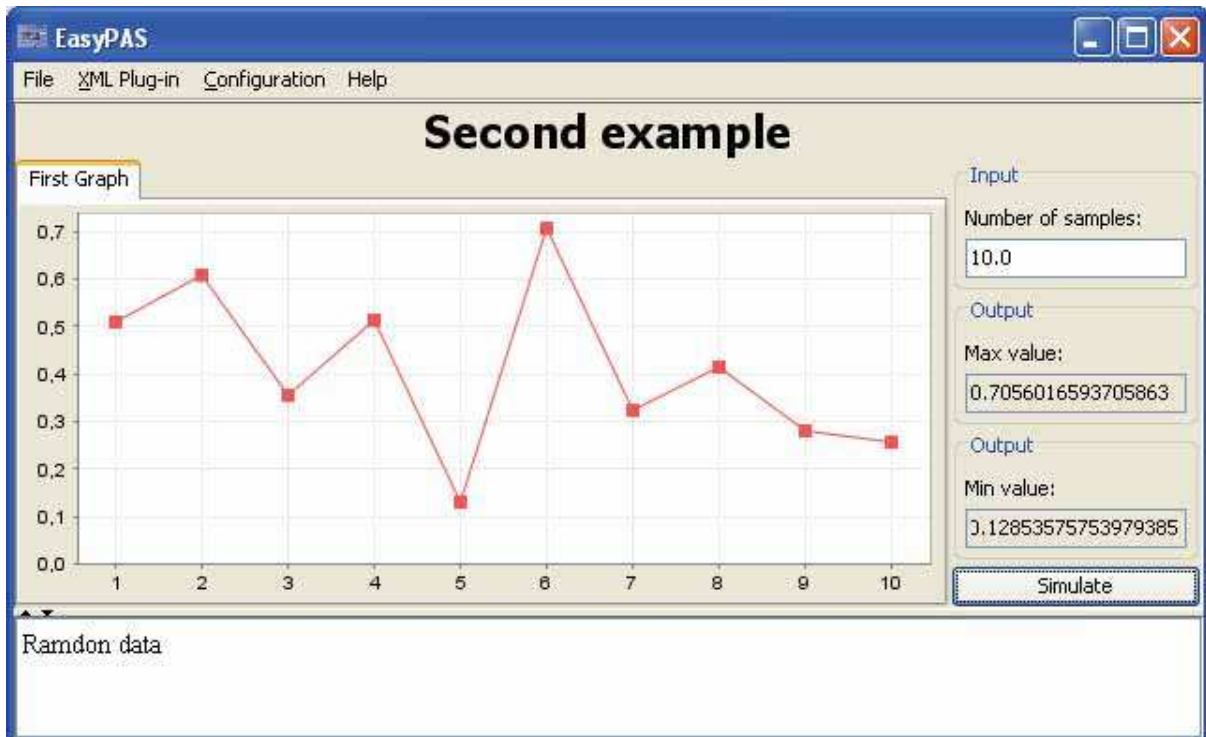 EasyPAS
File XML Plug-in Configuration Help
Second example
First Graph
0,7
0,6
0,5
0,4
0,3
0,2
0,1
0,0
1 2 3 4 5 6 7 8 9 10
Input
Number of samples:
10.0
Output
Max value:
0.7056016593705863
Output
Min value:
0.12853575753979385
Simulate
Ramdon data